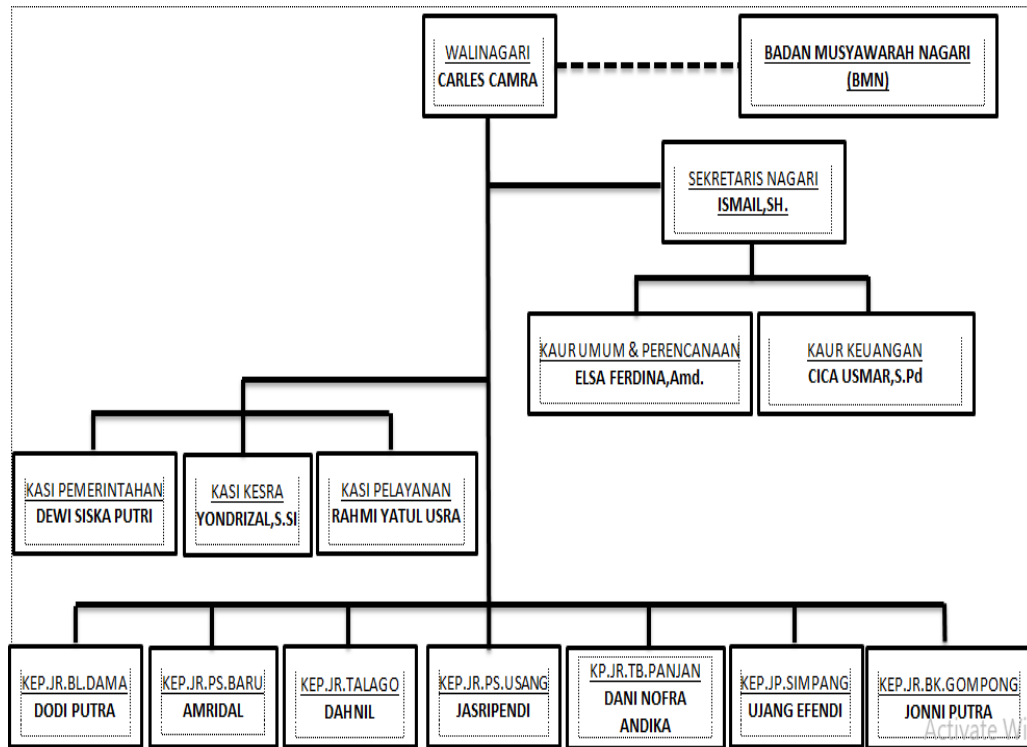 WALINAGARI
CARLES CAMRA
BADAN MUSYAWARAH NAGARI
(BMN)
SEKRETARIS NAGARI
ISMAIL,SH.
KAUR UMUM & PERENCANAAN
ELSA FERDINA,Amd.
KAUR KEUANGAN
CICA USMAR,S.Pd
KASI PEMERINTAHAN
DEWI SISKA PUTRI
KASI KESRA
YONDRIZAL,S.SI
KASI PELAYANAN
RAHMI YATUL USRA
KEP.JR.BL.DAMA
DODI PUTRA
KEP.JR.PS.BARU
AMRIDAL
KEP.JR.TALAGO
DAHNIL
KEP.JR.PS.USANG
JASRIPENDI
KP.JR.TB.PANJAN
DANI NOFRA
ANDIKA
KEP.JP.SIMPANG
UJANG EFENDI
KEP.JR.BK.GOMPONG
JONNI PUTRA
Activate Wi